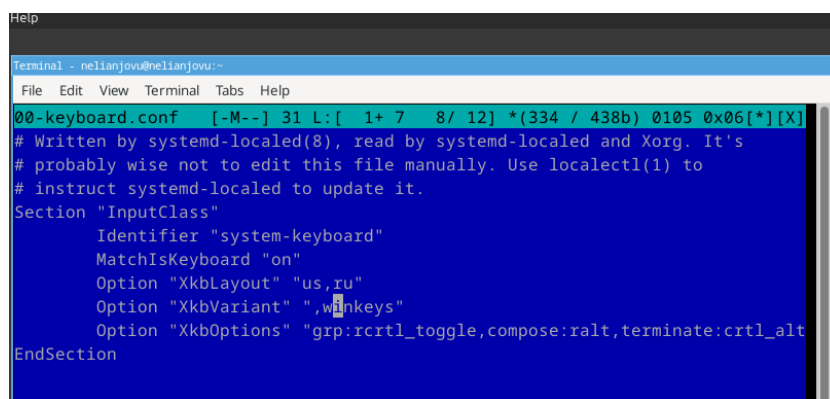 Help
Terminal - nelianjovu@nelianjovu:~
File Edit View Terminal Tabs Help
00-keyboard.conf [-M--] 31 L:[ 1+ 7 8/ 12] *(334 / 438b) 0105 0x06[*][X]
# Written by systemd-localed(8), read by systemd-localed and Xorg. It's
# probably wise not to edit this file manually. Use localectl(1) to
# instruct systemd-localed to update it.
Section "InputClass"
Identifier "system-keyboard"
MatchIsKeyboard "on"
Option "XkbLayout" "us,ru"
Option "XkbVariant" ",winkeys"
Option "XkbOptions" "grp:rcrtl_toggle,compose:ralt,terminate:crtl_alt
EndSection